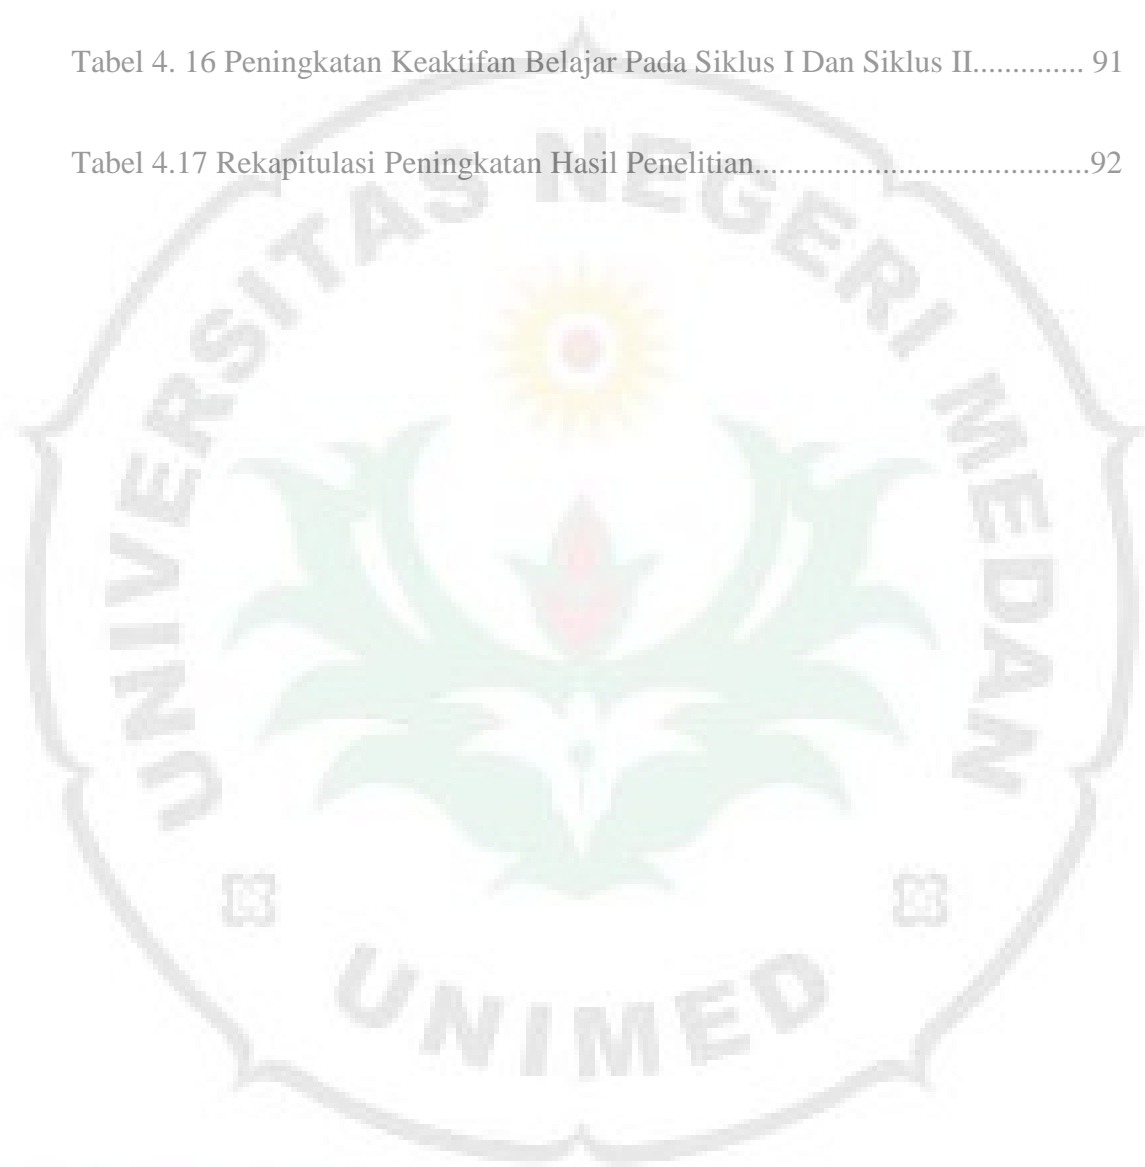 Tabel 4. 16 Peningkatan Keaktifan Belajar Pada Siklus I Dan Siklus II.............. 91
Tabel 4.17 Rekapitulasi Peningkatan Hasil Penelitian..........................................92
UNIVERSITAS NEGERI MEDAN
UNIMED